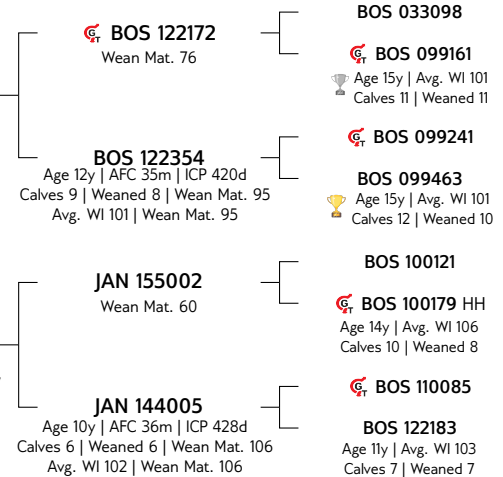 GT BOS 122172
Wean Mat. 76
BOS 122354
Age 12y | AFC 35m | ICP 420d
Calves 9 | Weaned 8 | Wean Mat. 95
Avg. WI 101 | Wean Mat. 95
JAN 155002
Wean Mat. 60
JAN 144005
Age 10y | AFC 36m | ICP 428d
Calves 6 | Weaned 6 | Wean Mat. 106
Avg. WI 102 | Wean Mat. 106
BOS 033098
GT BOS 099161
Age 15y | Avg. WI 101
Calves 11 | Weaned 11
GT BOS 099241
BOS 099463
Age 15y | Avg. WI 101
Calves 12 | Weaned 10
BOS 100121
GT BOS 100179 HH
Age 14y | Avg. WI 106
Calves 10 | Weaned 8
GT BOS 110085
BOS 122183
Age 11y | Avg. WI 103
Calves 7 | Weaned 7